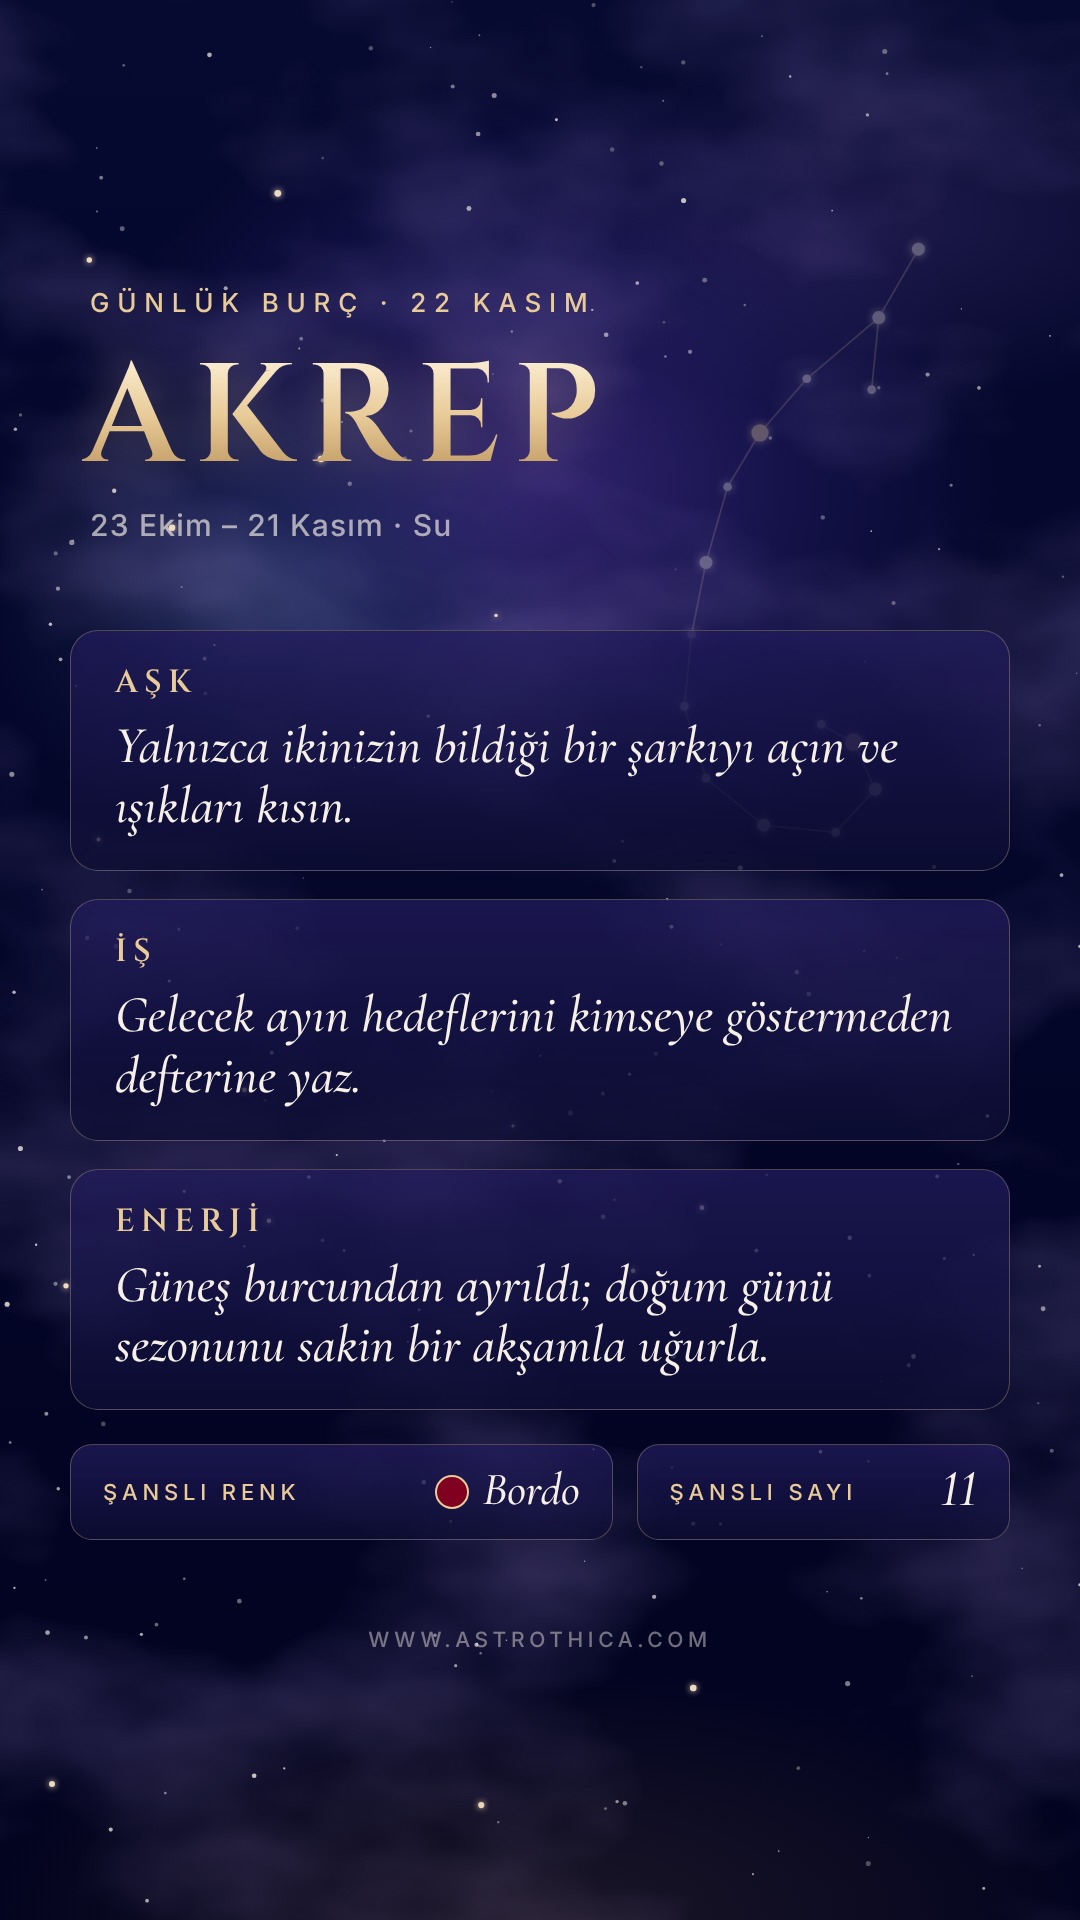 GÜNLÜK BURÇ · 22 KASIM
AKREP
23 Ekim – 21 Kasım · Su
AŞK
Yalnızca ikinizin bildiği bir şarkıyı açın ve
ışıkları kısın.
İŞ
Gelecek ayın hedeflerini kimseye göstermeden
defterine yaz.
ENERJİ
Güneş burcundan ayrıldı; doğum günü
sezonunu sakin bir akşamla uğurla.
ŞANSLI RENK Bordo
ŞANSLI SAYI 11
WWW.ASTROTHICA.COM